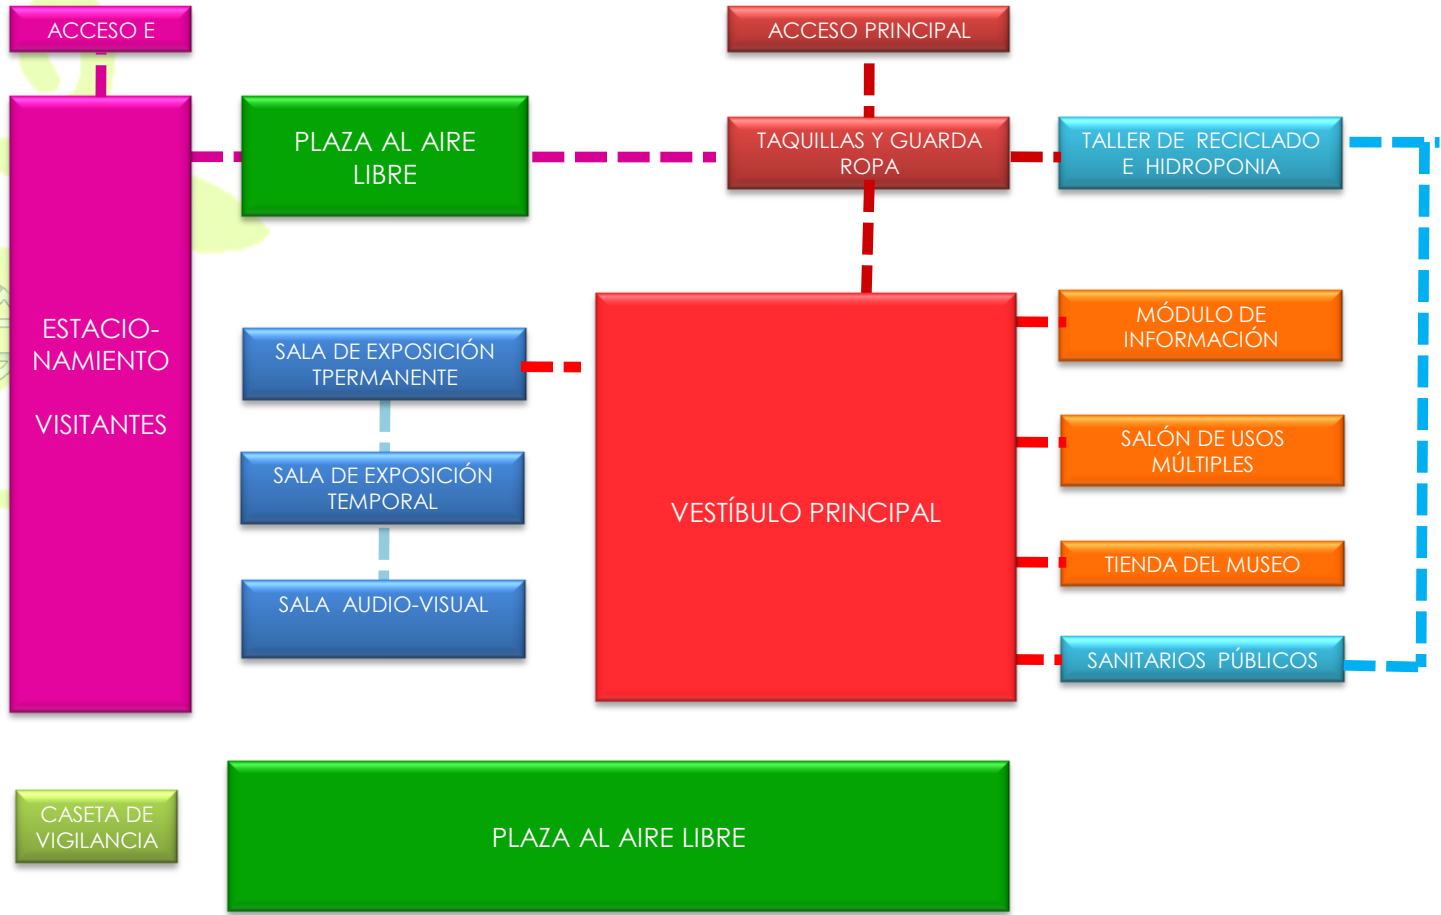 ACCESO E
ACCESO PRINCIPAL
PLAZA AL AIRE
LIBRE
TAQUILLAS Y GUARDA
ROPA
TALLER DE RECICLADO
E HIDROPONIA
ESTACIO-
NAMIENTO
VISITANTES
SALA DE EXPOSICIÓN
TPERMANENTE
SALA DE EXPOSICIÓN
TEMPORAL
SALA AUDIO-VISUAL
VESTÍBULO PRINCIPAL
MÓDULO DE
INFORMACIÓN
SALÓN DE USOS
MÚLTIPLES
TIENDA DEL MUSEO
SANITARIOS PÚBLICOS
CASETA DE
VIGILANCIA
PLAZA AL AIRE LIBRE